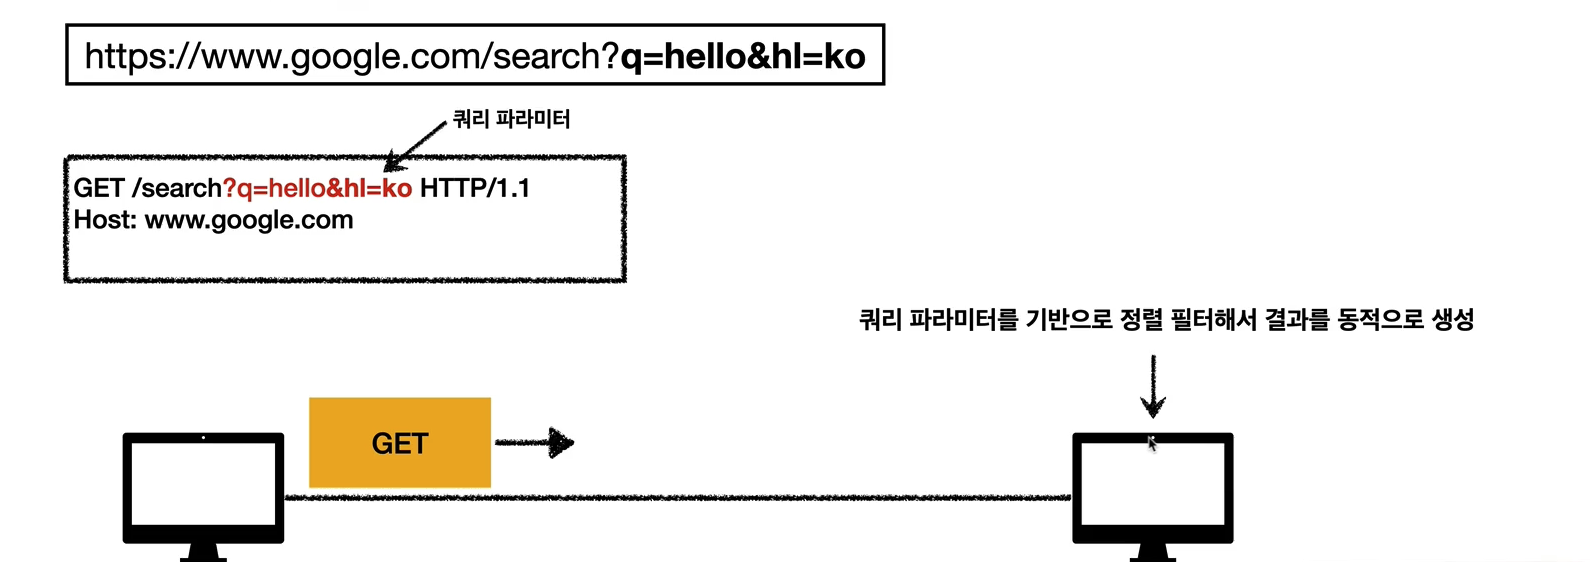 https://www.google.com/search?q=hello&hl=ko
쿼리 파라미터
GET /search?q=hello&hl=ko HTTP/1.1
Host: www.google.com
쿼리 파라미터를 기반으로 정렬 필터해서 결과를 동적으로 생성
GET